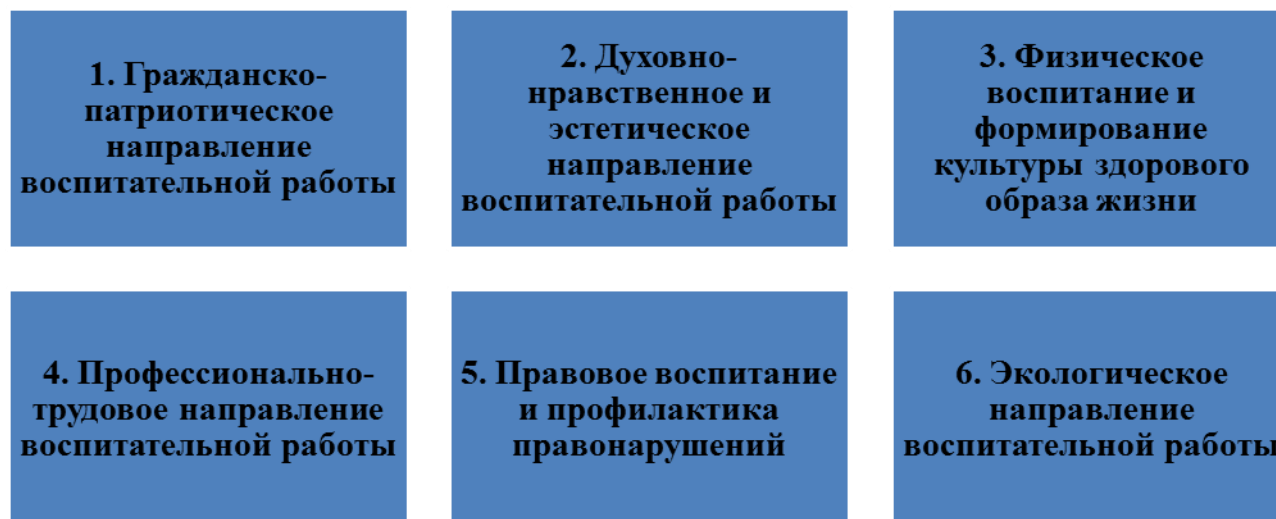 1. Гражданско-
патриотическое
направление
воспитательной работы
2. Духовно-
нравственное и
эстетическое
направление
воспитательной работы
3. Физическое
воспитание и
формирование
культуры здорового
образа жизни
4. Профессионально-
трудовое направление
воспитательной работы
5. Правовое воспитание
и профилактика
правонарушений
6. Экологическое
направление
воспитательной работы